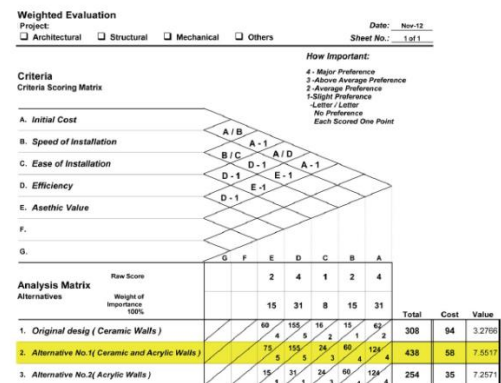 Weighted Evaluation
Project:
Architectural Structural Mechanical Others
Date: Nov-12
Sheet No.: 1 of 1
How Important:
4 - Major Preference
3 -Above Average Preference
2 -Average Preference
1-Slight Preference
-Letter / Letter
No Preference
Each Scored One Point
Criteria
Criteria Scoring Matrix
A. Initial Cost
A / B
B. Speed of Installation
A - 1
B / C A / D
C. Ease of Installation
D - 1 A - 1
D - 1 E - 1
D. Efficiency
E -1
D - 1
E. Asethic Value
F.
G.
G F E D C B A
Raw Score 2 4 1 2 4
Analysis Matrix
Alternatives
Weight of Importance 100% 15 31 8 15 31
Total Cost Value
1. Original desig ( Ceramic Walls ) 60 4 155 5 16 2 15 1 62 2 308 94 3.2766
2. Alternative No.1( Ceramic and Acrylic Walls ) 75 5 155 5 24 3 60 4 124 4 438 58 7.5517
3. Alternative No.2( Acrylic Walls ) 15 1 31 1 24 3 60 4 124 4 254 35 7.2571